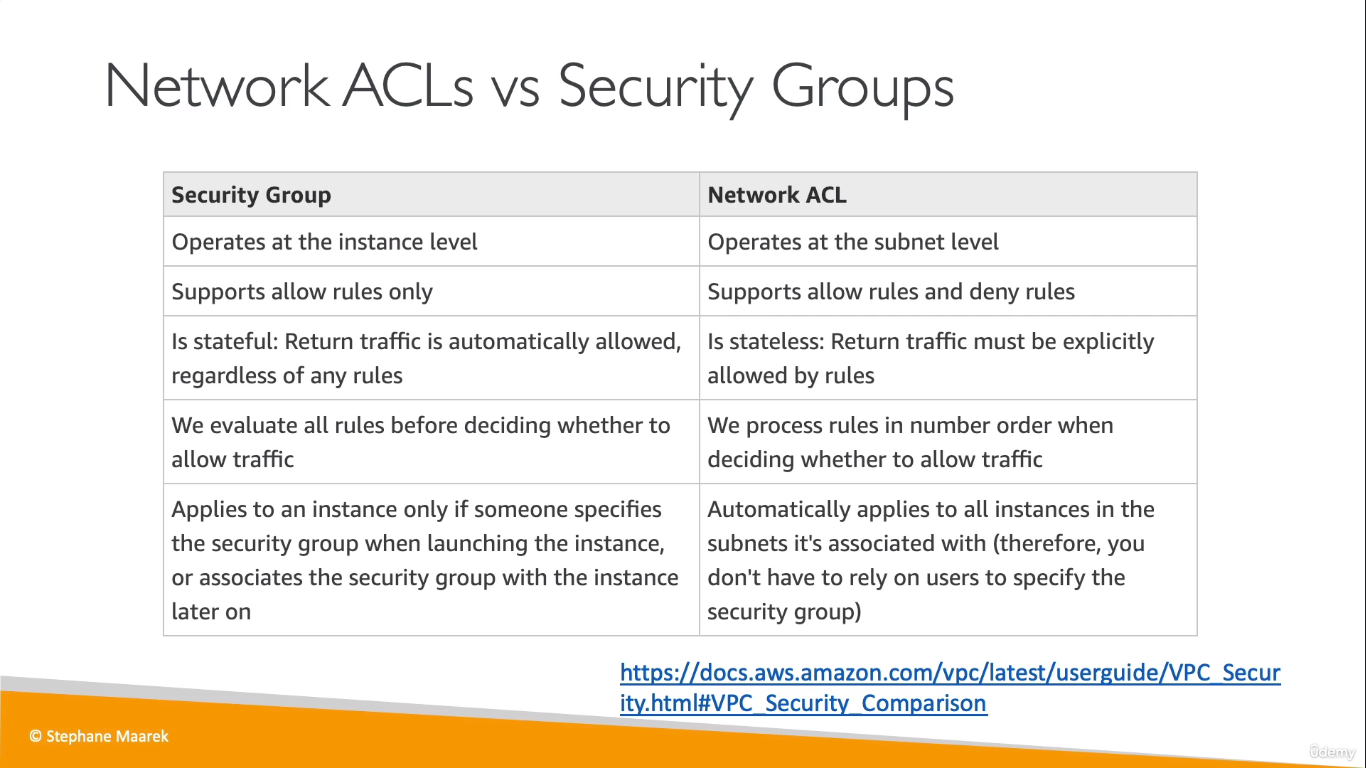 Network ACLs vs Security Groups
Security Group
Network ACL
Operates at the instance level
Operates at the subnet level
Supports allow rules only
Supports allow rules and deny rules
Is stateful: Return traffic is automatically allowed,
regardless of any rules
Is stateless: Return traffic must be explicitly
allowed by rules
We evaluate all rules before deciding whether to
allow traffic
We process rules in number order when
deciding whether to allow traffic
Applies to an instance only if someone specifies
the security group when launching the instance,
or associates the security group with the instance
later on
Automatically applies to all instances in the
subnets it's associated with (therefore, you
don't have to rely on users to specify the
security group)
https://docs.aws.amazon.com/vpc/latest/userguide/VPC_Secur
ity.html#VPC_Security_Comparison
© Stephane Maarek
ûdemy